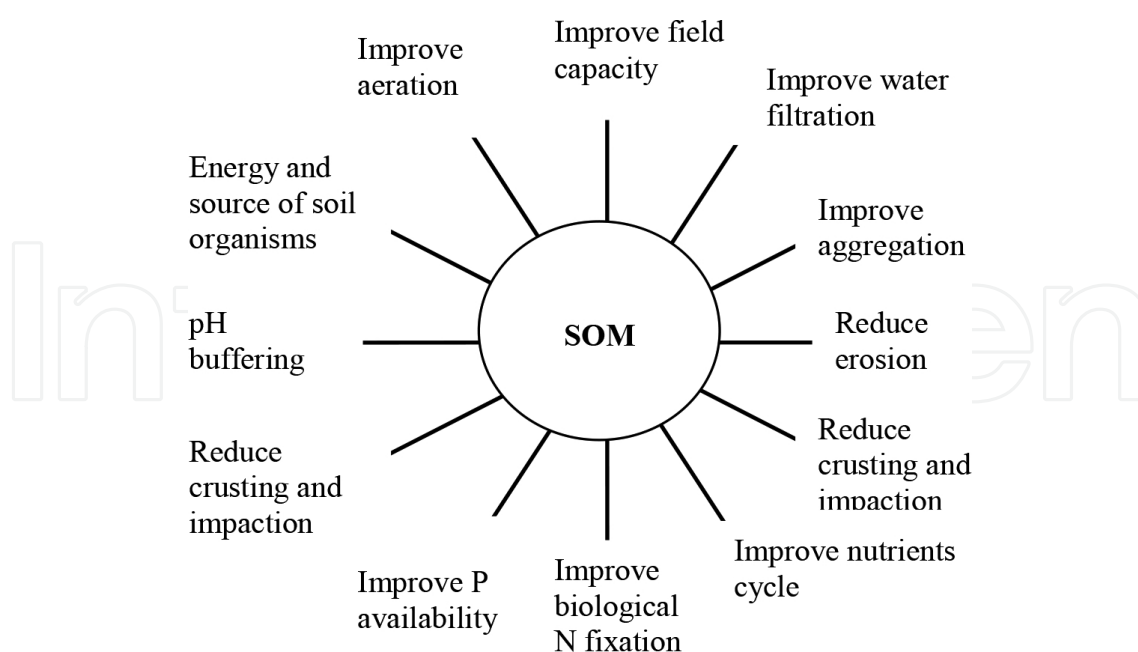 Improve field
capacity
Improve
aeration
Improve water
filtration
Energy and
source of soil
organisms
Improve
aggregation
pH
buffering
SOM
Reduce
erosion
Reduce
crusting and
impaction
Reduce
crusting and
impaction
Improve nutrients
cycle
Improve P
availability
Improve
biological
N fixation